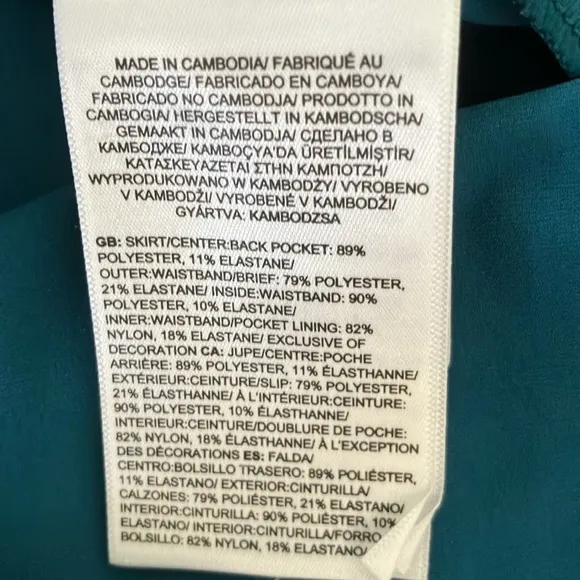 MADE IN CAMBODIA/ FABRIQUÉ AU
CAMBODGE/ FABRICADO EN CAMBOYA/
FABRICADO NO CAMBODJA/ PRODOTTO IN
CAMBOGIA/ HERGESTELLT IN KAMBODSCHA/
GEMAAKT IN CAMBODJA/ СДЕЛАНО В
КАМБОДЖЕ/ KAMBOÇYA'DA ÜRETİLMİŞTİR/
ΚΑΤΑΣΚΕΥΑΖΕΤΑΙ ΣΤΗΝ ΚΑΜΠΟΤΖΗ/
WYPRODUKOWANO W KAMBODŻY/ VYROBENO
V KAMBODŽI/ VYROBENÉ V KAMBODŽI/
GYÁRTVA: KAMBODZSA
GB: SKIRT/CENTER:BACK POCKET: 89%
POLYESTER, 11% ELASTANE/
OUTER:WAISTBAND/BRIEF: 79% POLYESTER,
21% ELASTANE/ INSIDE:WAISTBAND: 90%
POLYESTER, 10% ELASTANE/
INNER:WAISTBAND/POCKET LINING: 82%
NYLON, 18% ELASTANE/ EXCLUSIVE OF
DECORATION CA: JUPE/CENTRE:POCHE
ARRIÈRE: 89% POLYESTER, 11% ÉLASTHANNE/
EXTÉRIEUR:CEINTURE/SLIP: 79% POLYESTER,
21% ÉLASTHANNE/ À L'INTÉRIEUR:CEINTURE:
90% POLYESTER, 10% ÉLASTHANNE/
INTERIEUR:CEINTURE/DOUBLURE DE POCHE:
82% NYLON, 18% ÉLASTHANNE/ À L'EXCEPTION
DES DÉCORATIONS ES: FALDA/
CENTRO:BOLSILLO TRASERO: 89% POLIÉSTER,
11% ELASTANO/ EXTERIOR:CINTURILLA/
CALZONES: 79% POLIÉSTER, 21% ELASTANO/
INTERIOR:CINTURILLA: 90% POLIÉSTER, 10%
ELASTANO/ INTERIOR:CINTURILLA/FORRO
BOLSILLO: 82% NYLON, 18% ELASTANO/